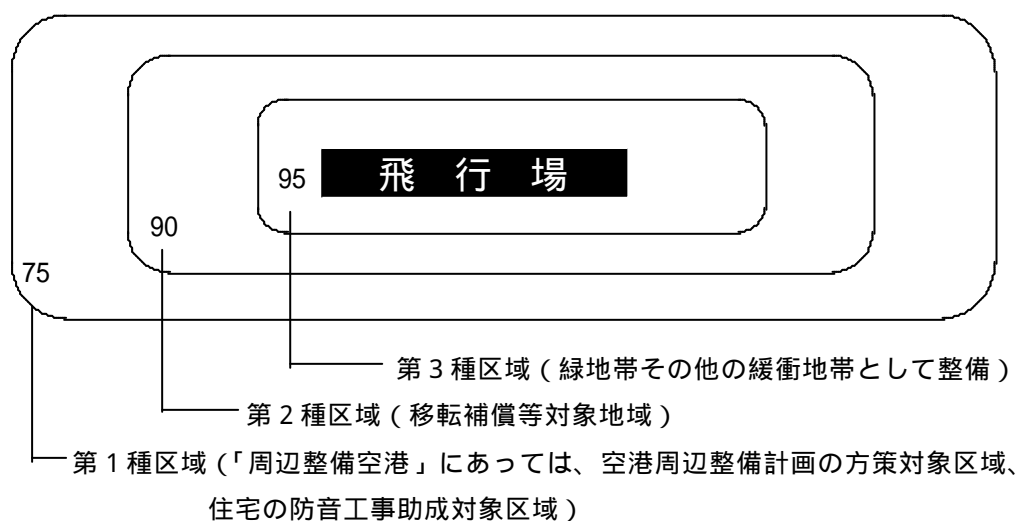 飛行場
95
90
75
第３種区域（緑地帯その他の緩衝地帯として整備）
第２種区域（移転補償等対象地域）
第１種区域（「周辺整備空港」にあっては、空港周辺整備計画の方策対象区域、
住宅の防音工事助成対象区域）